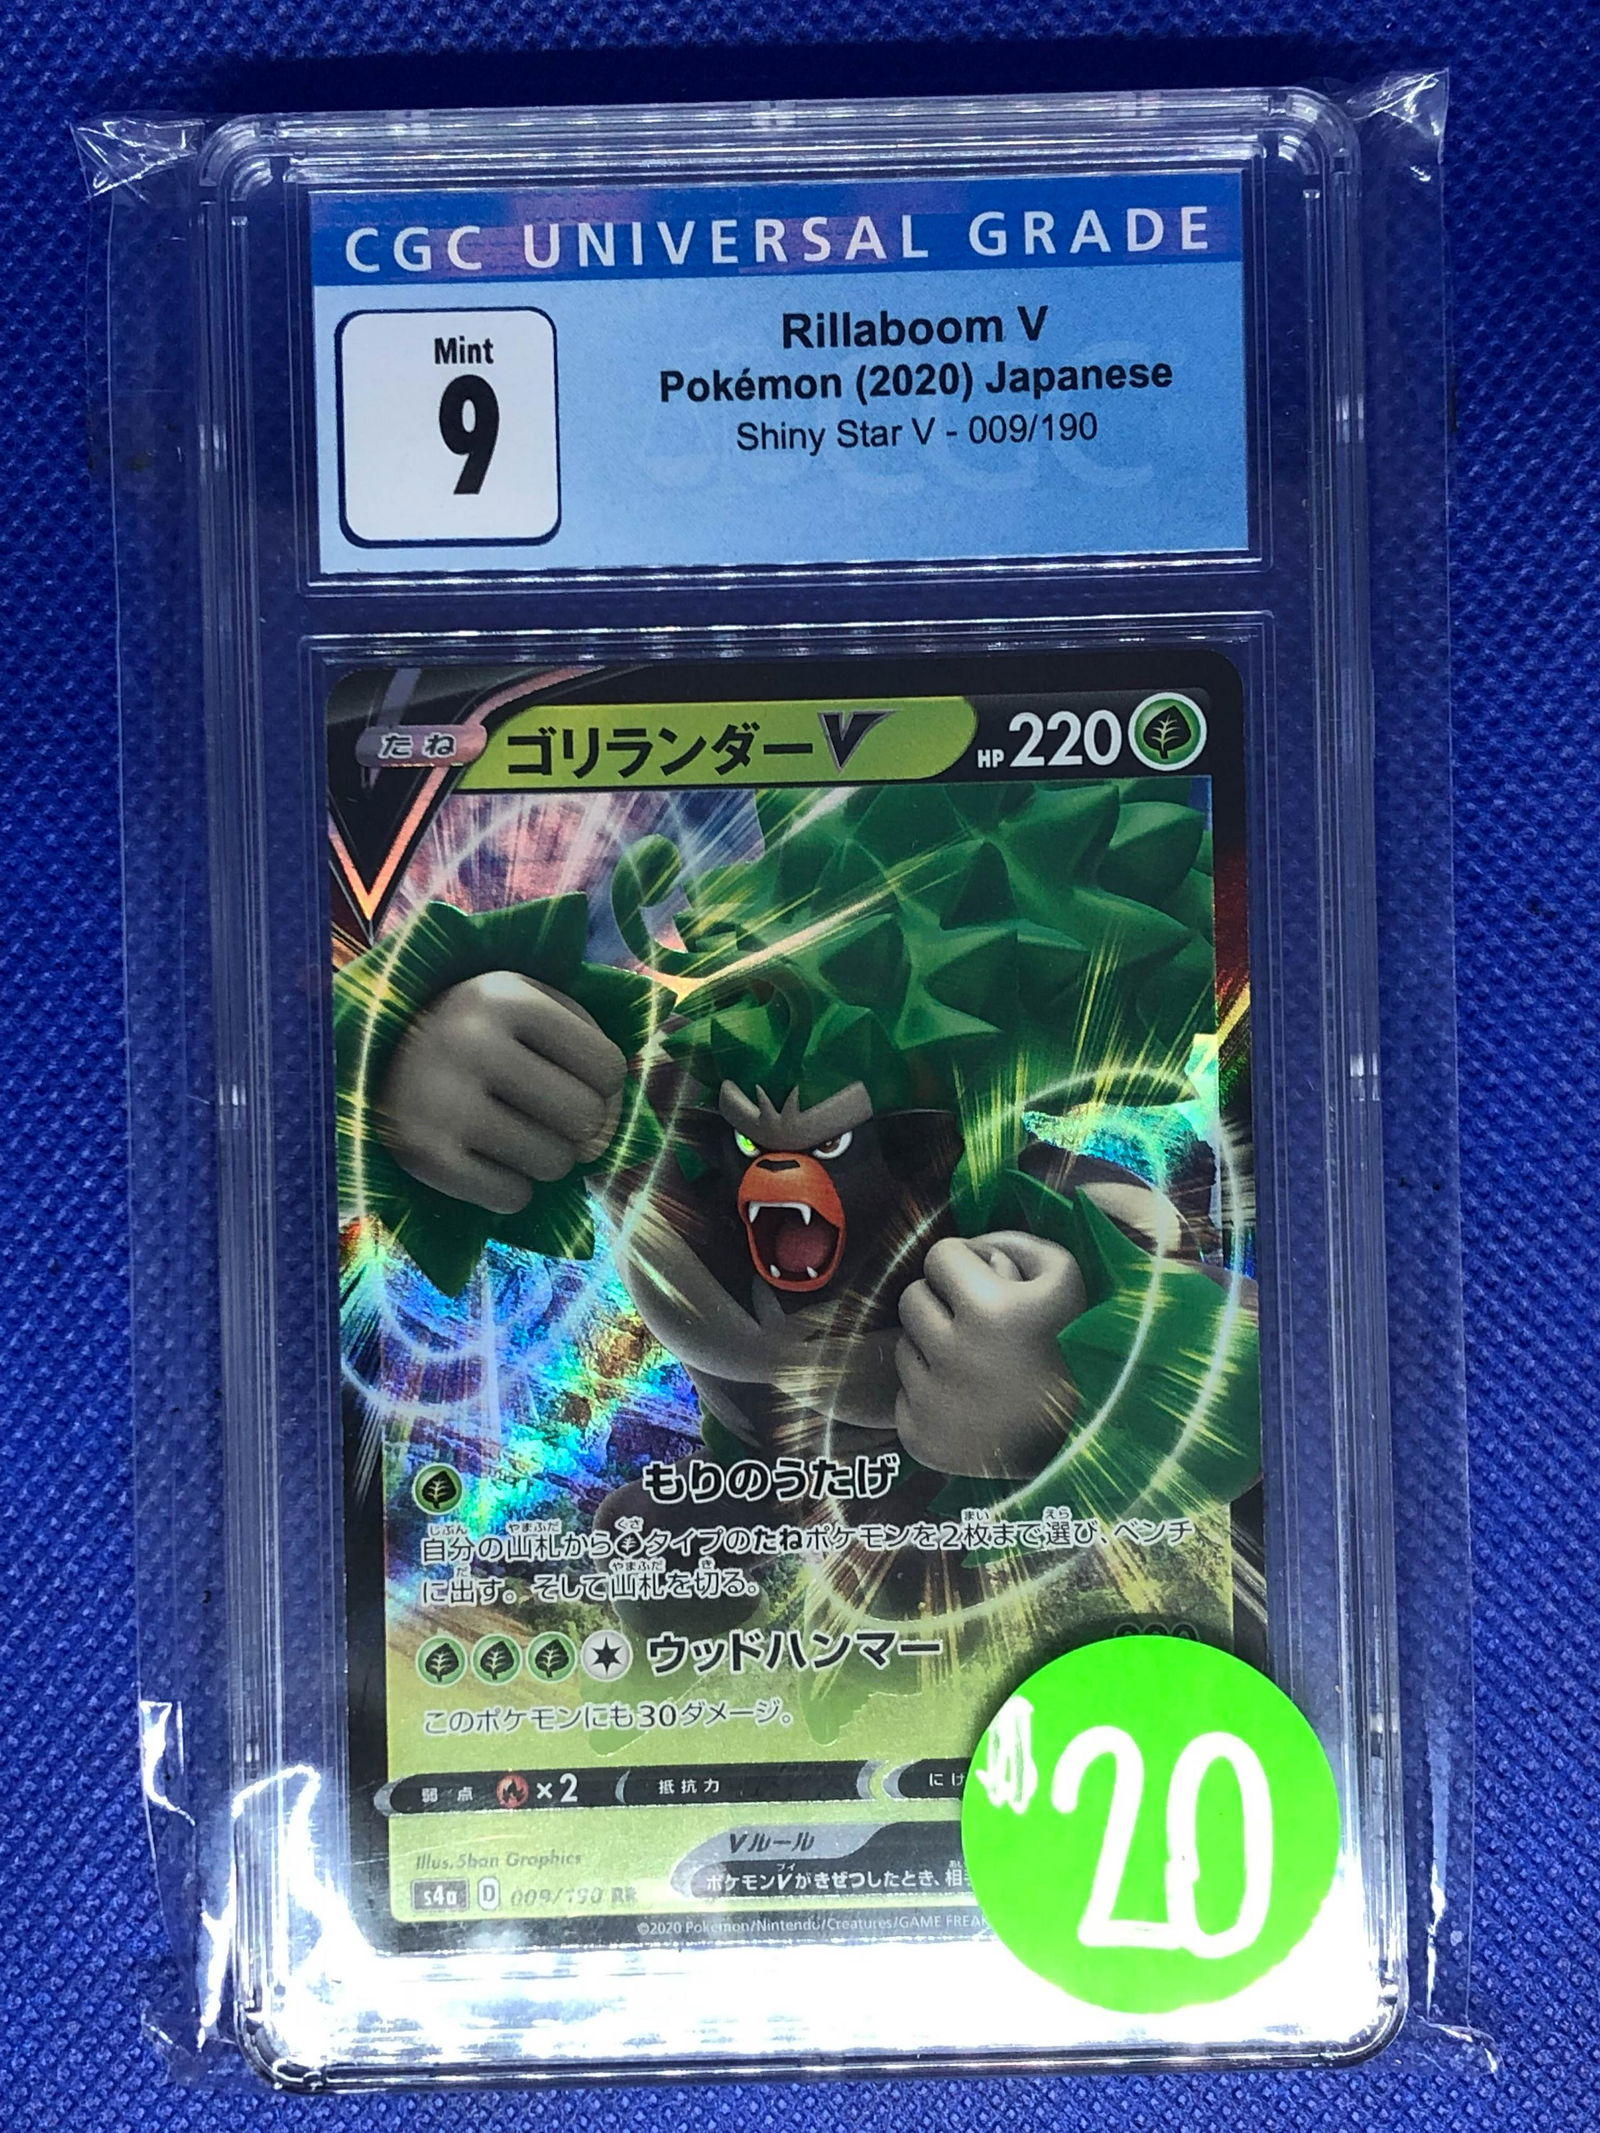 CGC UNIVERSAL GRADE
Mint
9
Rillaboom V
Pokémon (2020) Japanese
Shiny Star V - 009/190
たね
ゴリランダーV
HP 220
もりのうたげ
自分の山札からタイプのたねポケモンを2枚まで選び、ベンチ
に出す。そして山札を切る。
ウッドハンマー
このポケモンにも30ダメージ。
弱点 ×2 抵抗力 にげ
Vルール
ポケモンVがきぜつしたとき、相
Illus. 5ban Graphics
s4a D 009/190 RR
©2020 Pokémon/Nintendo/Creatures/GAME FREAK
$20